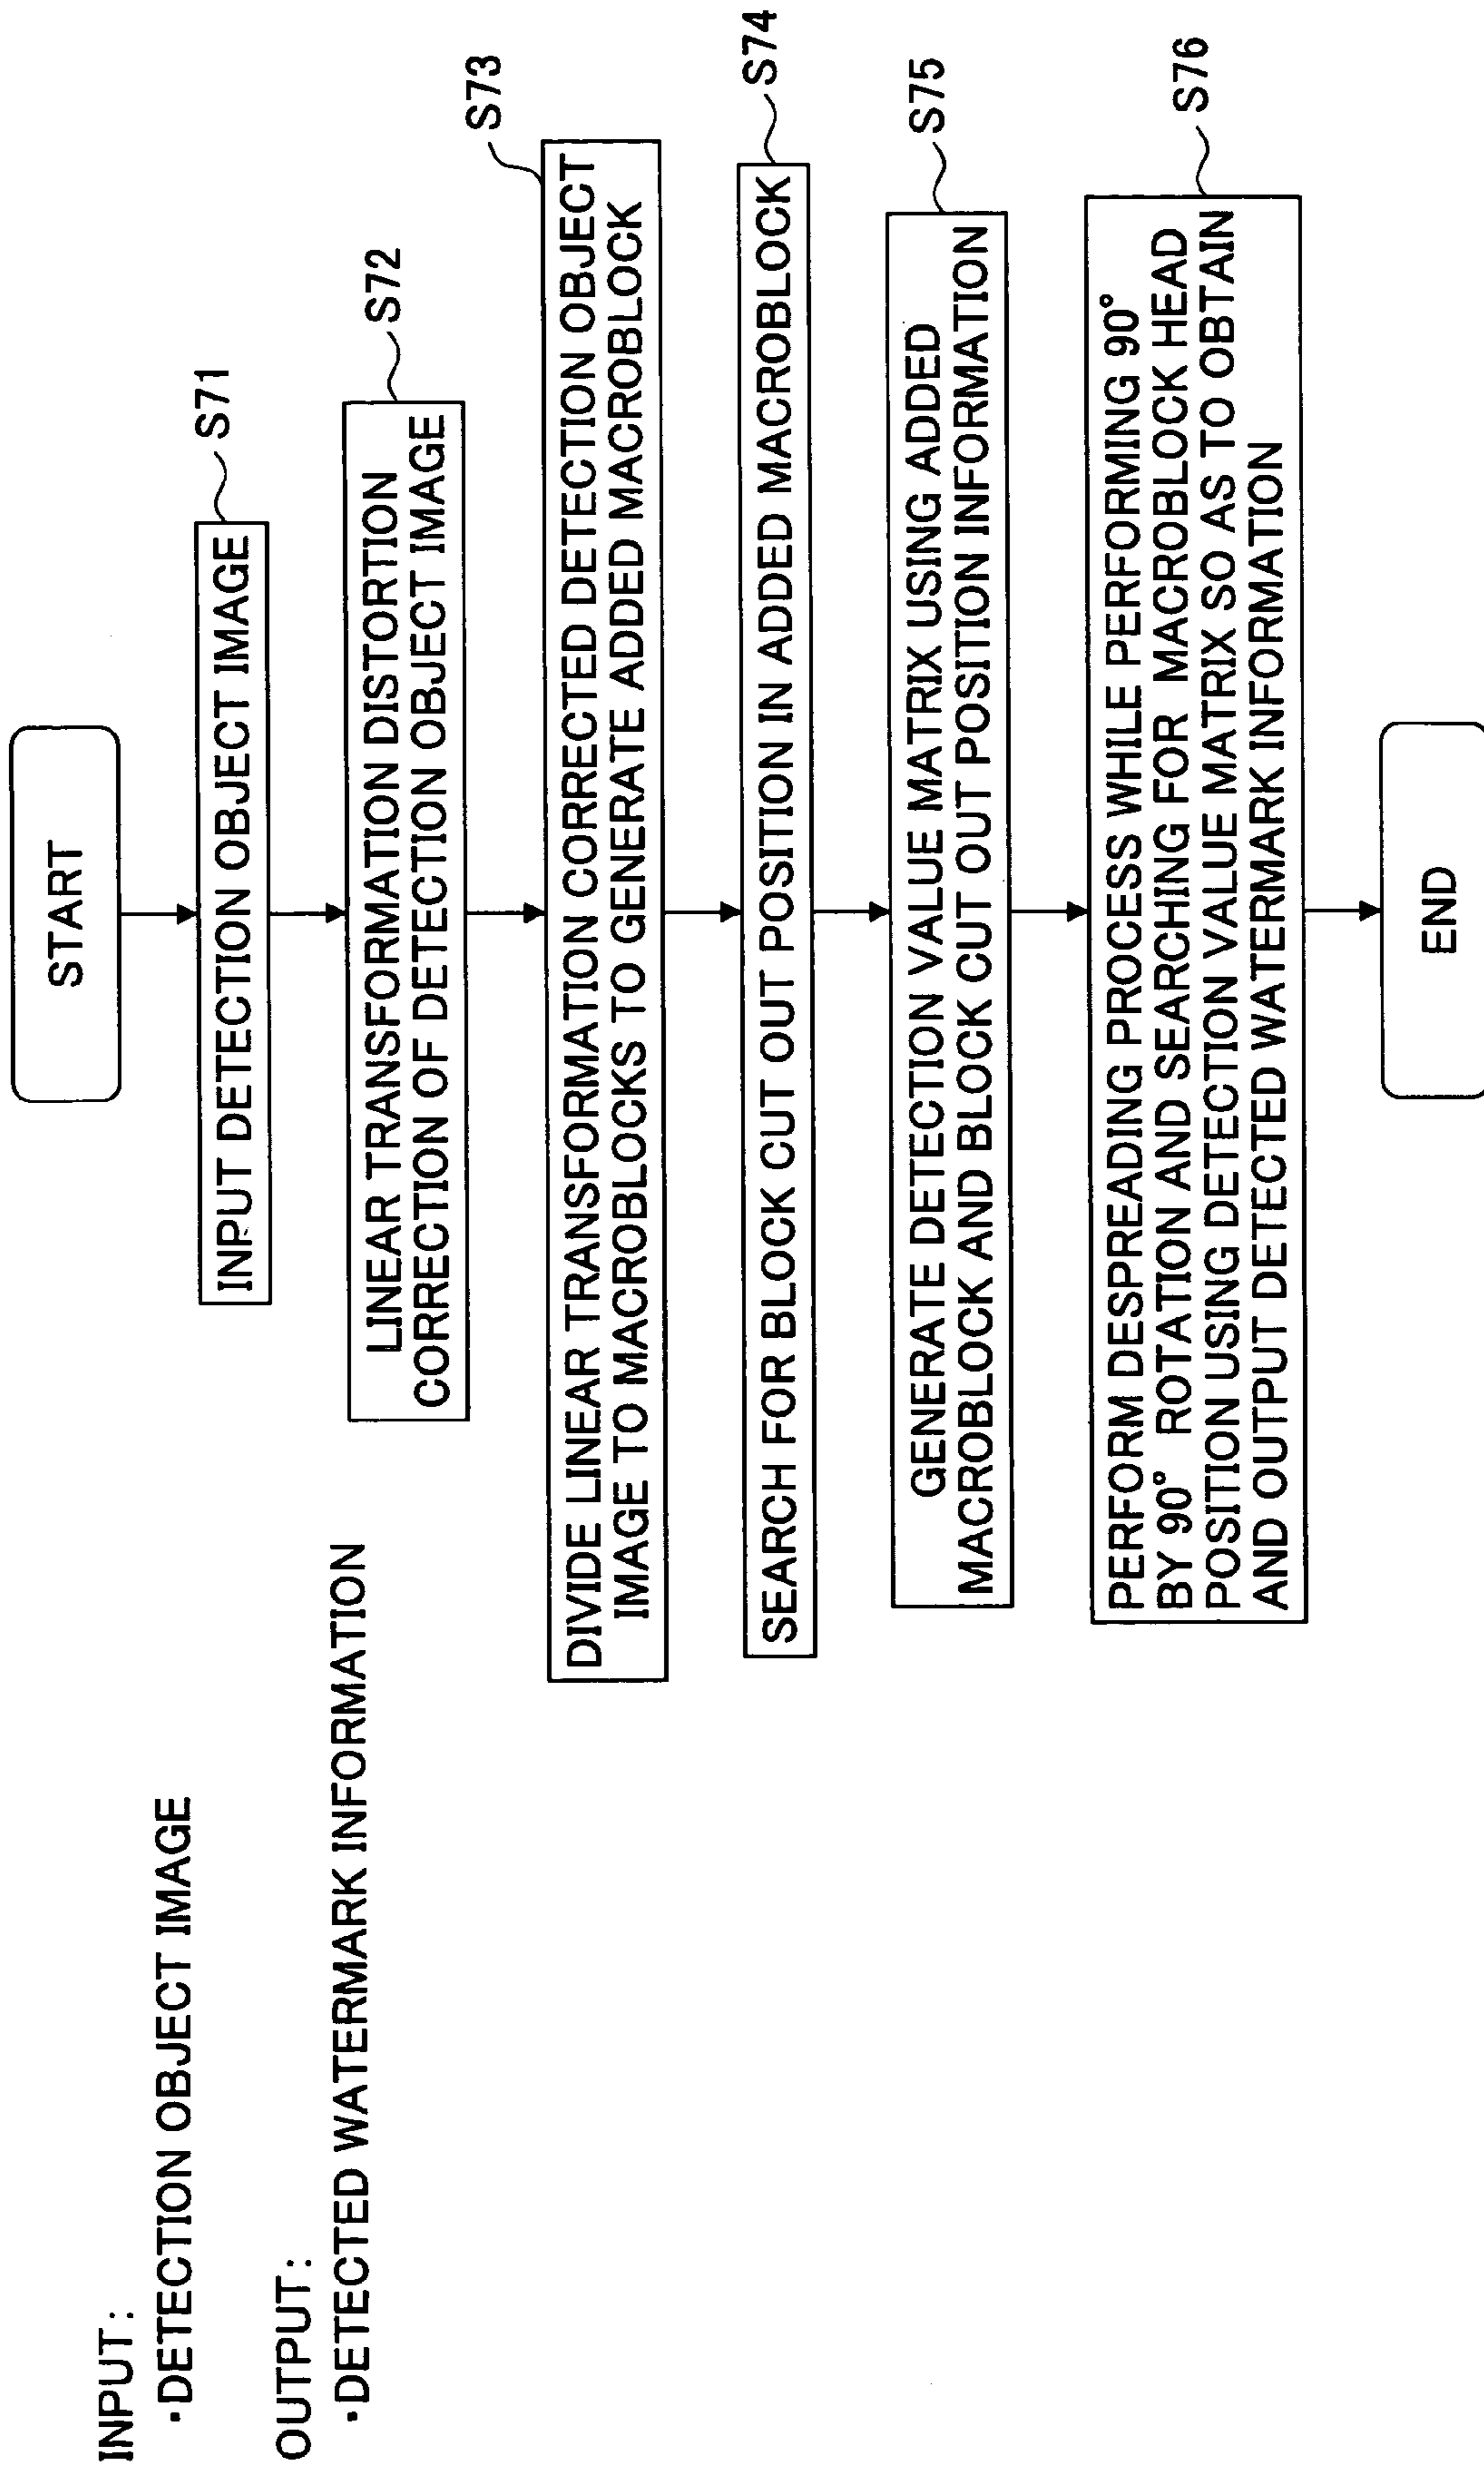 INPUT:
・DETECTION OBJECT IMAGE
OUTPUT:
・DETECTED WATERMARK INFORMATION
START
INPUT DETECTION OBJECT IMAGE
S71
LINEAR TRANSFORMATION DISTORTION
CORRECTION OF DETECTION OBJECT IMAGE
S72
DIVIDE LINEAR TRANSFORMATION CORRECTED DETECTION OBJECT
IMAGE TO MACROBLOCKS TO GENERATE ADDED MACROBLOCK
S73
SEARCH FOR BLOCK CUT OUT POSITION IN ADDED MACROBLOCK
S74
GENERATE DETECTION VALUE MATRIX USING ADDED
MACROBLOCK AND BLOCK CUT OUT POSITION INFORMATION
S75
PERFORM DESPREADING PROCESS WHILE PERFORMING 90°
BY 90° ROTATION AND SEARCHING FOR MACROBLOCK HEAD
POSITION USING DETECTION VALUE MATRIX SO AS TO OBTAIN
AND OUTPUT DETECTED WATERMARK INFORMATION
S76
END